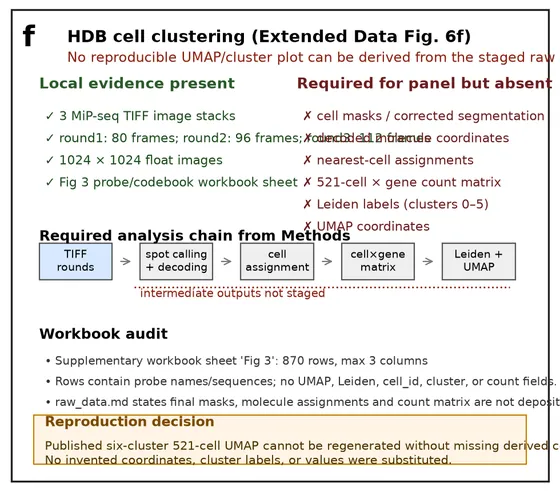 f
HDB cell clustering (Extended Data Fig. 6f)
No reproducible UMAP/cluster plot can be derived from the staged raw
Local evidence present
✓ 3 MiP-seq TIFF image stacks
✓ round1: 80 frames; round2: 96 frames; round3: 112 frames
✓ 1024 × 1024 float images
✓ Fig 3 probe/codebook workbook sheet
Required for panel but absent
✗ cell masks / corrected segmentation
✗ decoded molecule coordinates
✗ nearest-cell assignments
✗ 521-cell × gene count matrix
✗ Leiden labels (clusters 0–5)
✗ UMAP coordinates
Required analysis chain from Methods
TIFF
rounds
spot calling
+ decoding
cell
assignment
cell×gene
matrix
Leiden +
UMAP
intermediate outputs not staged
Workbook audit
• Supplementary workbook sheet 'Fig 3': 870 rows, max 3 columns
• Rows contain probe names/sequences; no UMAP, Leiden, cell_id, cluster, or count fields.
• raw_data.md states final masks, molecule assignments and count matrix are not
Reproduction decision
Published six-cluster 521-cell UMAP cannot be regenerated without missing derived
No invented coordinates, cluster labels, or values were substituted.